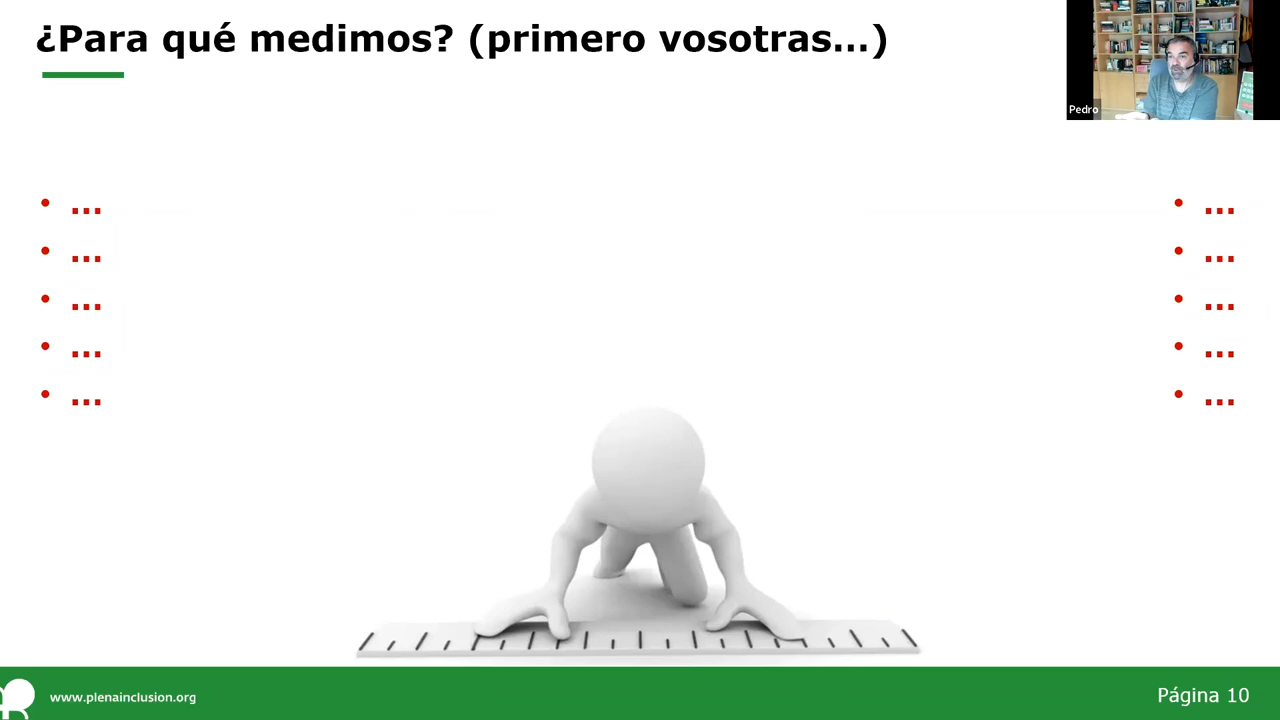 ¿Para qué medimos? (primero vosotras...)
Pedro
• ...
• ...
• ...
• ...
• ...
• ...
• ...
• ...
• ...
• ...
www.plenainclusion.org
Página 10